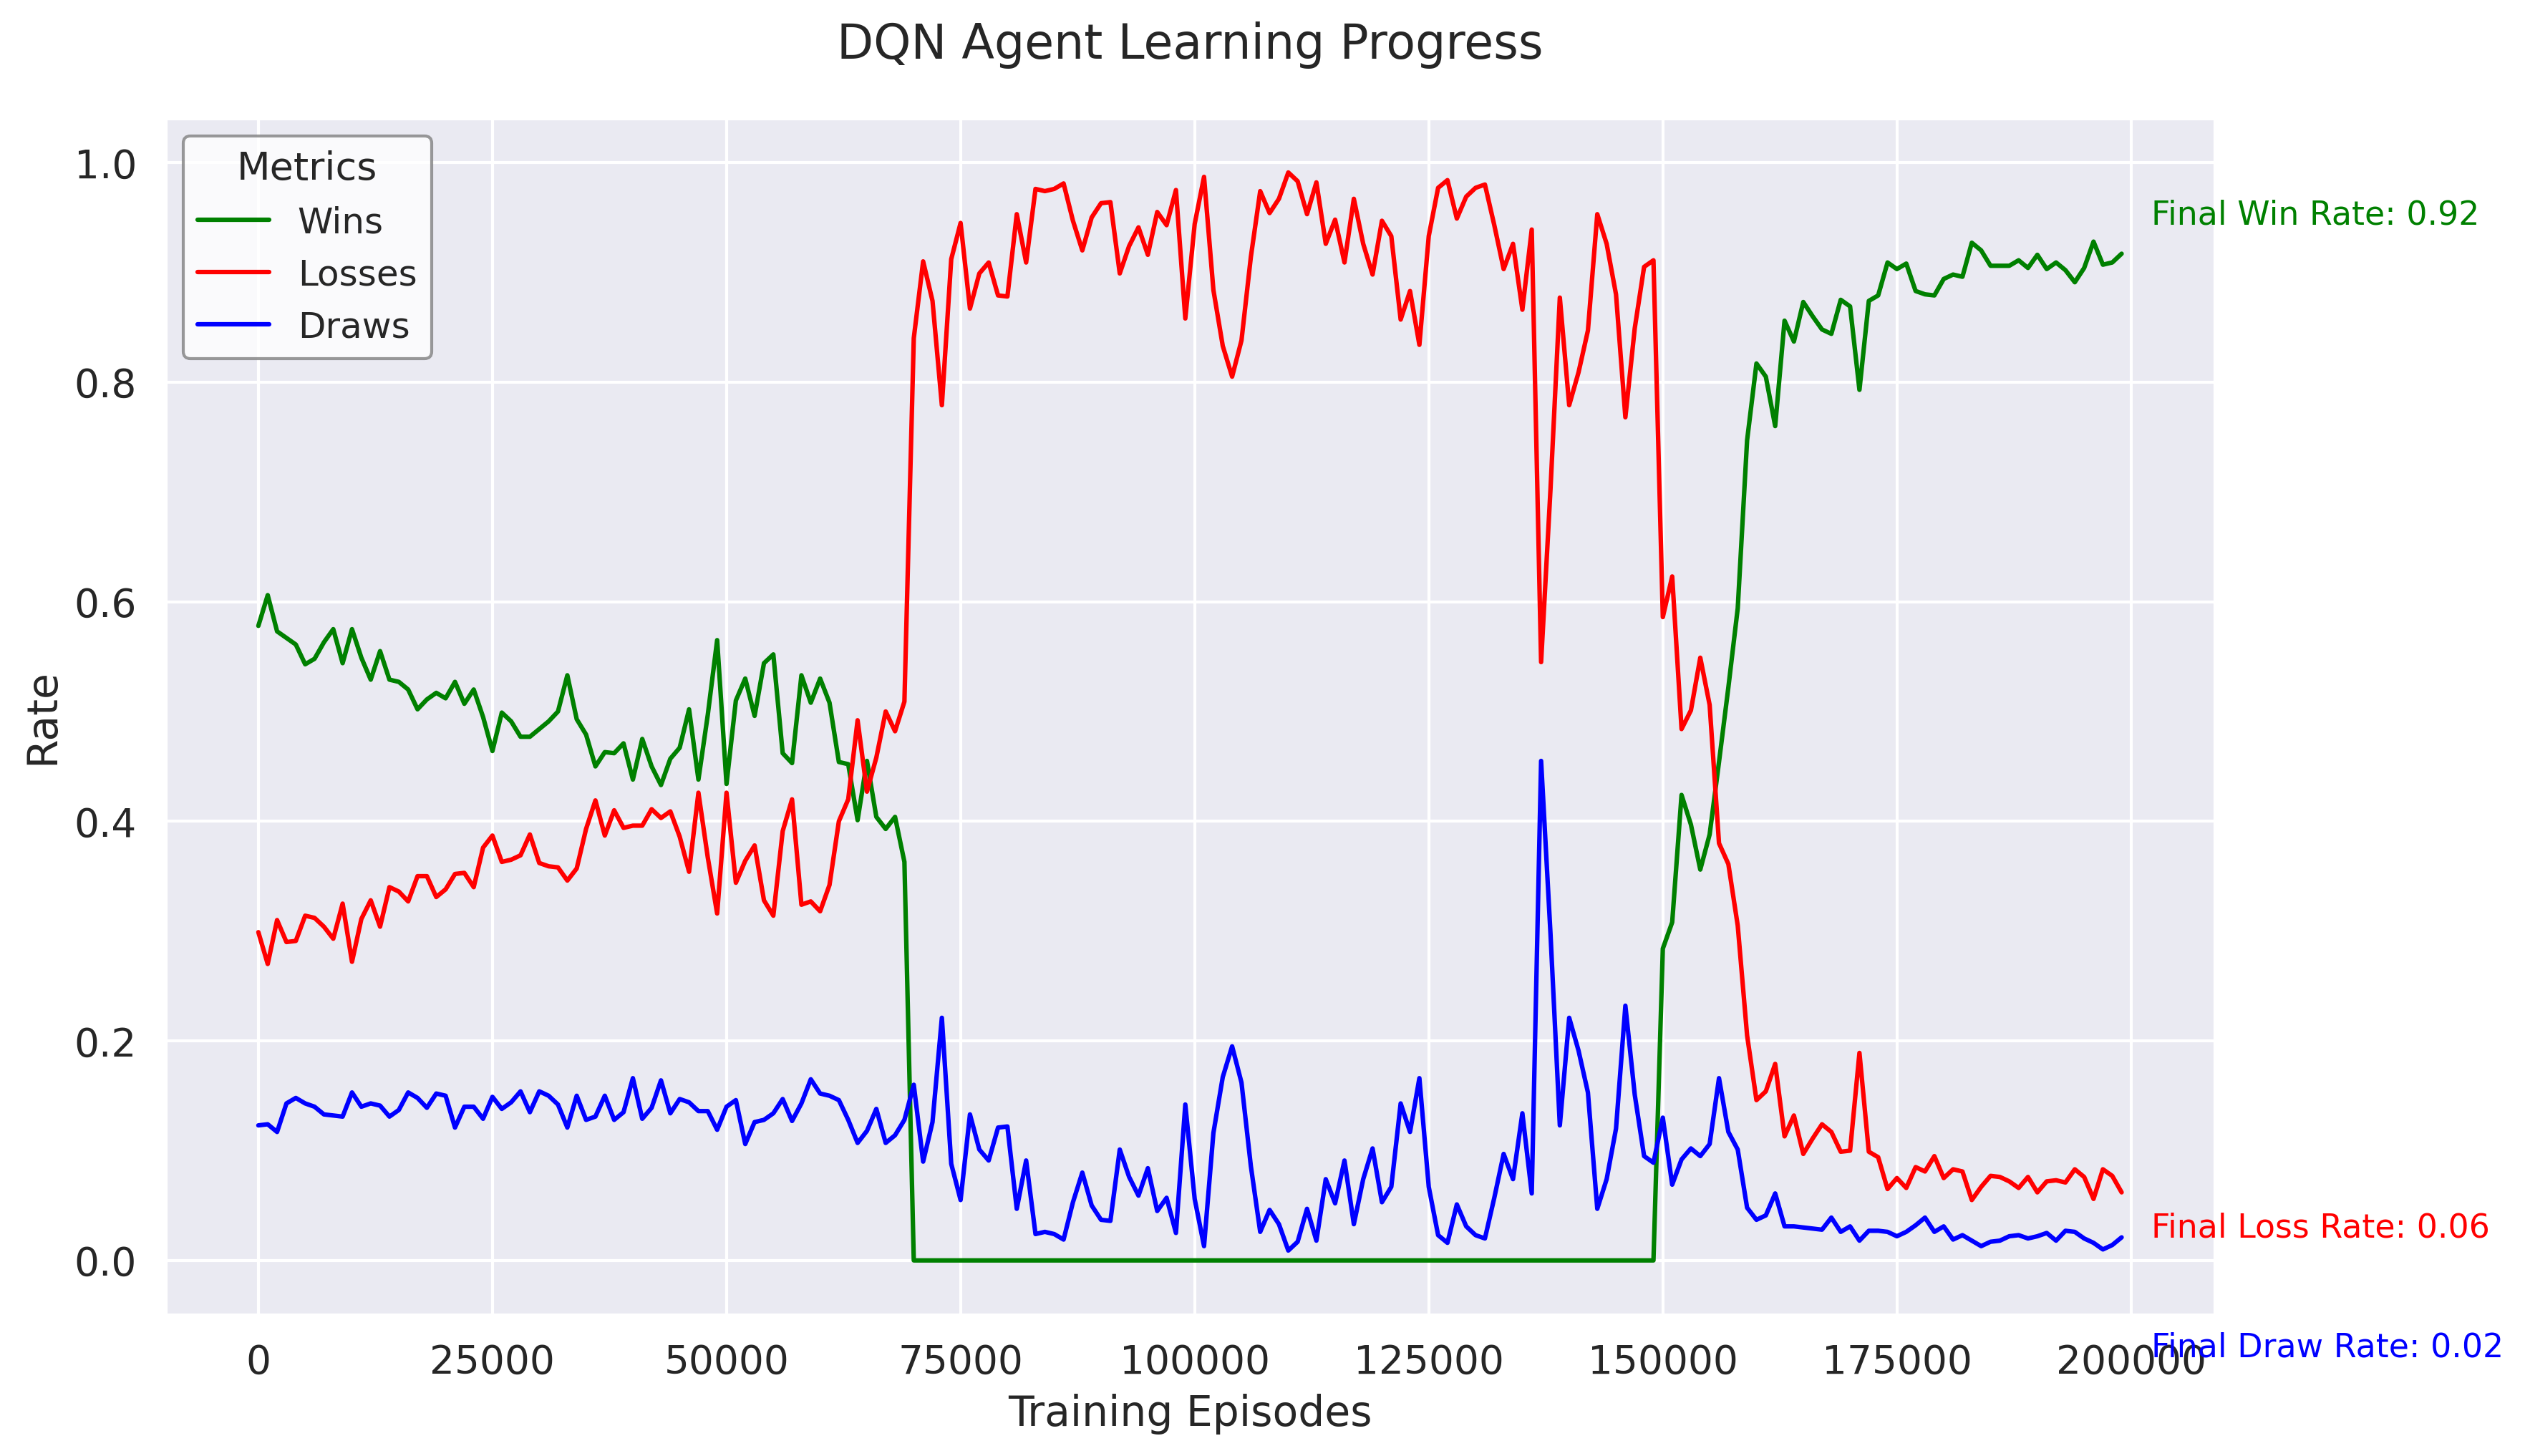 DQN Agent Learning Progress
Metrics
Wins
Losses
Draws
1.0
0.8
0.6
0.4
0.2
0.0
Rate
Final Win Rate: 0.92
Final Loss Rate: 0.06
Final Draw Rate: 0.02
0 25000 50000 75000 100000 125000 150000 175000 200000
Training Episodes